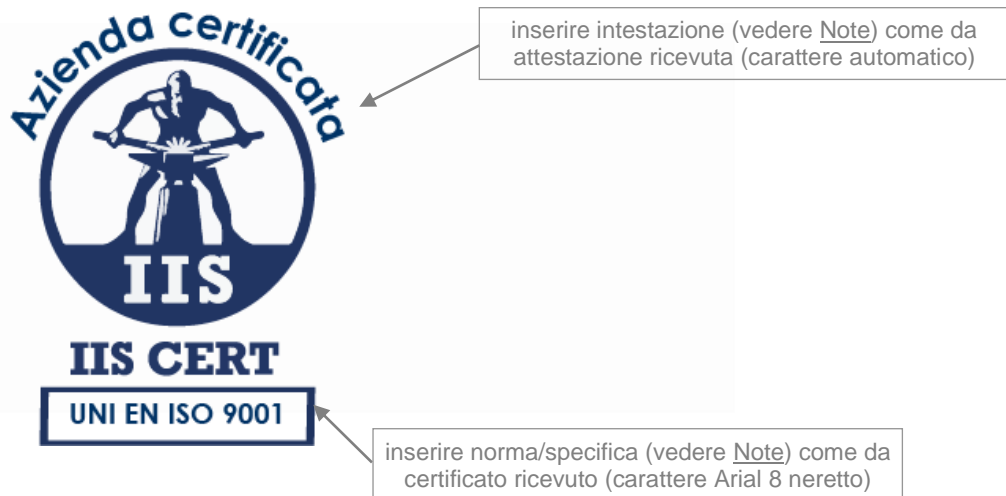 Azienda Certificata
inserire intestazione (vedere Note) come da
attestazione ricevuta (carattere automatico)
IIS
IIS CERT
UNI EN ISO 9001
inserire norma/specifica (vedere Note) come da
certificato ricevuto (carattere Arial 8 neretto)